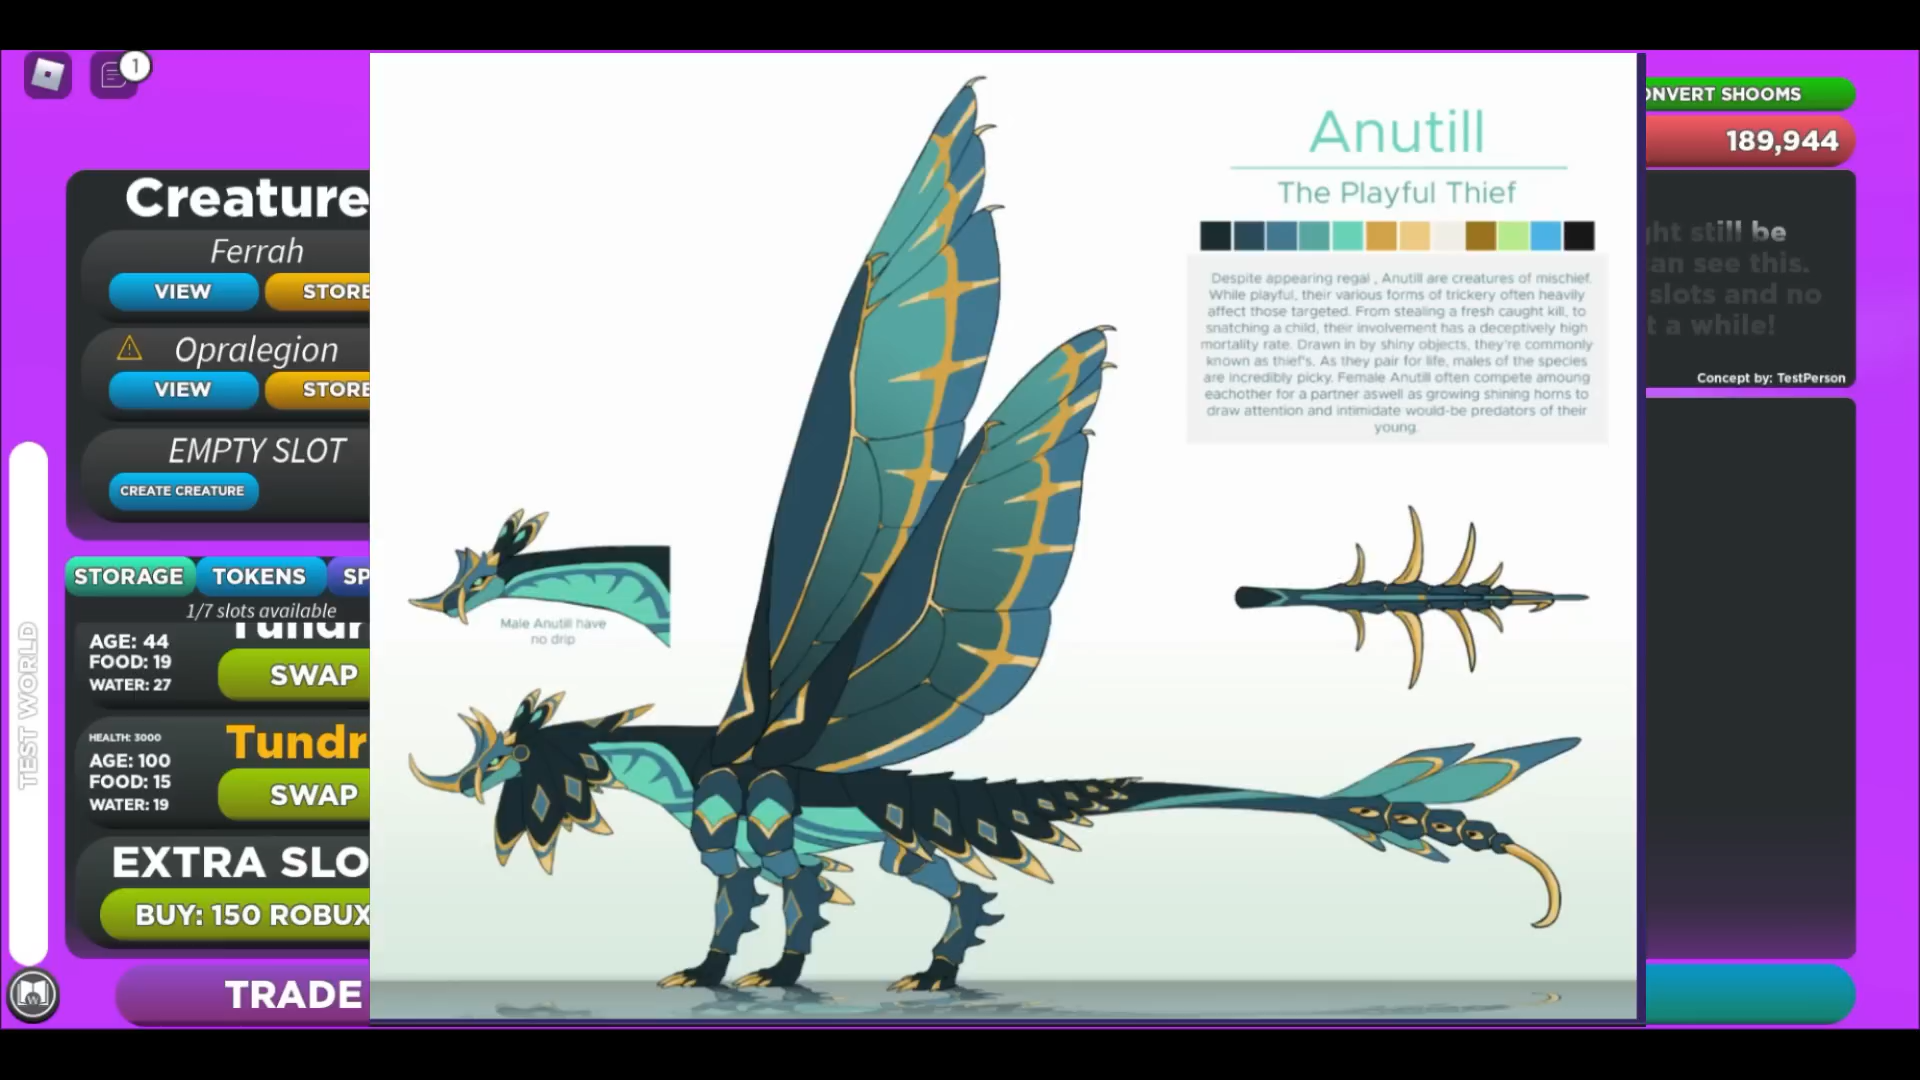 1
Creature
Ferrah
VIEW
STORE
Opralegion
VIEW
STORE
EMPTY SLOT
CREATE CREATURE
STORAGE
TOKENS
SP
1/7 slots available
AGE: 44
FOOD: 19
WATER: 27
Tundr
SWAP
HEALTH: 3000
AGE: 100
FOOD: 15
WATER: 19
Tundr
SWAP
EXTRA SLO
BUY: 150 ROBUX
TRADE
TEST WORLD
W
Anutill
The Playful Thief
Despite appearing regal , Anutill are creatures of mischief.
While playful, their various forms of trickery often heavily
affect those targeted. From stealing a fresh caught kill, to
snatching a child, their involvement has a deceptively high
mortality rate. Drawn in by shiny objects, they're commonly
known as thief's. As they pair for life, males of the species
are incredibly picky. Female Anutill often compete amoung
eachother for a partner aswell as growing shining horns to
draw attention and intimidate would-be predators of their
young.
Male Anutill have
no drip
ONVERT SHOOMS
189,944
ght still be
an see this.
slots and no
t a while!
Concept by: TestPerson